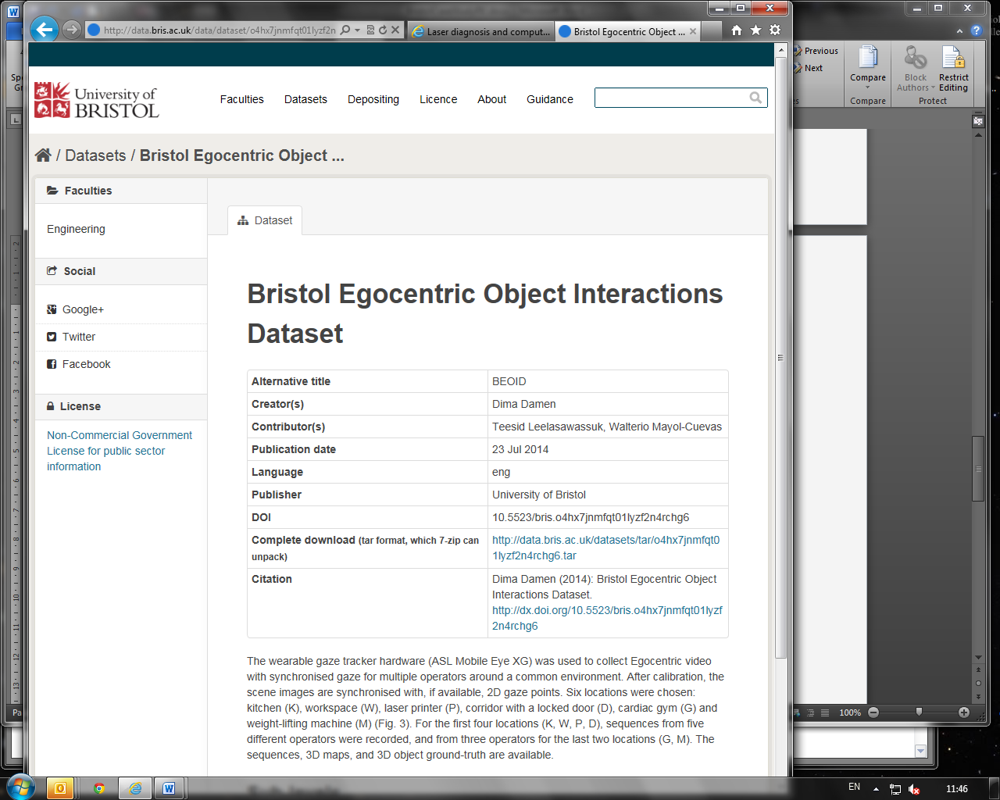 http://data.bris.ac.uk/data/dataset/o4hx7jnmfqt01lyzf2n
Laser diagnosis and comput...
Bristol Egocentric Object ...
Previous
Next
Compare
Block
Authors
Restrict
Editing
Compare
Protect
University of
BRISTOL
Faculties
Datasets
Depositing
Licence
About
Guidance
/ Datasets / Bristol Egocentric Object ...
Faculties
Engineering
Social
Google+
Twitter
Facebook
License
Non-Commercial Government
License for public sector
information
Dataset
Bristol Egocentric Object Interactions
Dataset
Alternative title BEOID
Creator(s) Dima Damen
Contributor(s) Teesid Leelasawassuk, Walterio Mayol-Cuevas
Publication date 23 Jul 2014
Language eng
Publisher University of Bristol
DOI 10.5523/bris.o4hx7jnmfqt01lyzf2n4rchg6
Complete download (tar format, which 7-zip can
unpack)
http://data.bris.ac.uk/datasets/tar/o4hx7jnmfqt0
1lyzf2n4rchg6.tar
Citation Dima Damen (2014): Bristol Egocentric Object
Interactions Dataset.
http://dx.doi.org/10.5523/bris.o4hx7jnmfqt01lyzf
2n4rchg6
The wearable gaze tracker hardware (ASL Mobile Eye XG) was used to collect Egocentric video
with synchronised gaze for multiple operators around a common environment. After calibration, the
scene images are synchronised with, if available, 2D gaze points. Six locations were chosen:
kitchen (K), workspace (W), laser printer (P), corridor with a locked door (D), cardiac gym (G) and
weight-lifting machine (M) (Fig. 3). For the first four locations (K, W, P, D), sequences from five
different operators were recorded, and from three operators for the last two locations (G, M). The
sequences, 3D maps, and 3D object ground-truth are available.
100%
EN
11:46